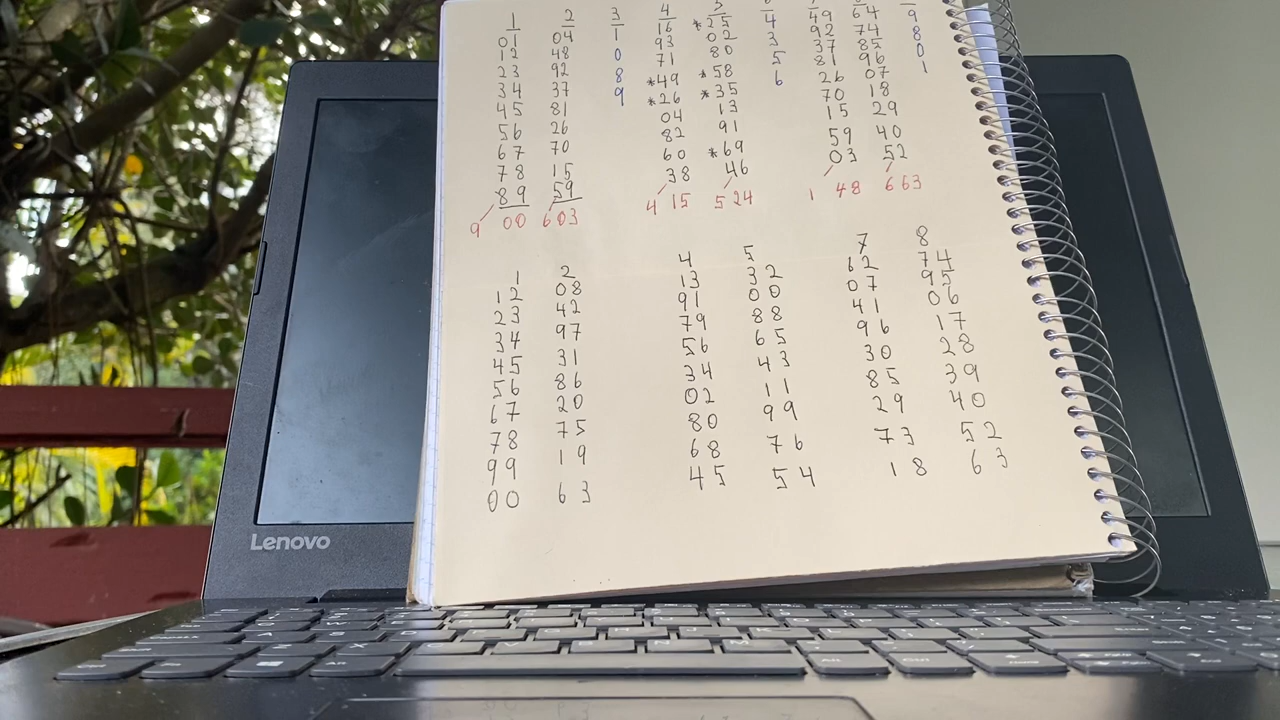 1 2 3 4
01 04 1 16 *25 4 49 64 9
12 48 0 93 02 3 92 74 8
23 92 8 71 80 5 37 85 0
34 37 9 *49 *58 6 81 96 1
45 81 *26 *35 26 07
56 26 04 13 70 18
67 70 82 91 15 29
78 15 60 *69 59 40
89 59 38 46 03 52
9 00 603 4 15 5 24 1 48 6 63
1 2 4 5 7 8
12 08 13 32 62 74
23 42 91 00 07 95
34 97 79 88 41 06
45 31 56 65 96 17
56 86 34 43 30 28
67 20 02 11 85 39
78 75 80 99 29 40
99 19 68 76 73 52
00 63 45 54 18 63
Lenovo